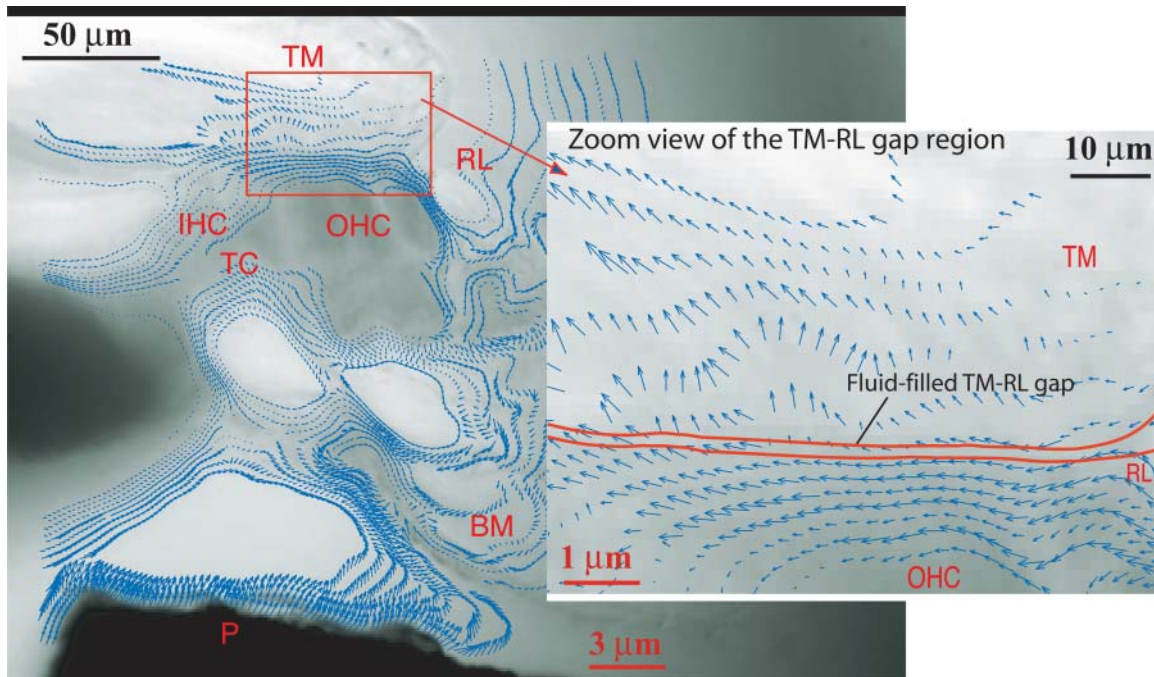 50 µm
TM
RL
IHC
OHC
TC
BM
P
3 µm
Zoom view of the TM-RL gap region
10 µm
TM
Fluid-filled TM-RL gap
RL
1 µm
OHC